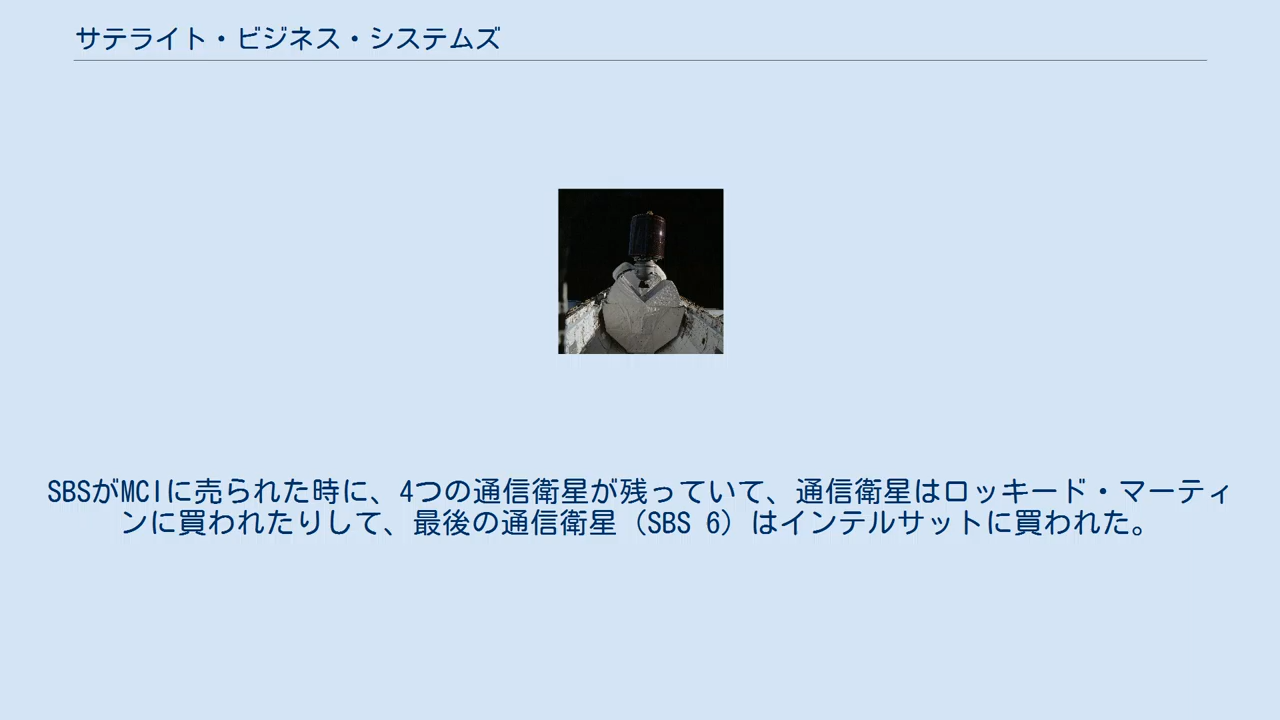 サテライト・ビジネス・システムズ
SBSがMCIに売られた時に、4つの通信衛星が残っていて、通信衛星はロッキード・マーティ
ンに買われたりして、最後の通信衛星（SBS 6）はインテルサットに買われた。